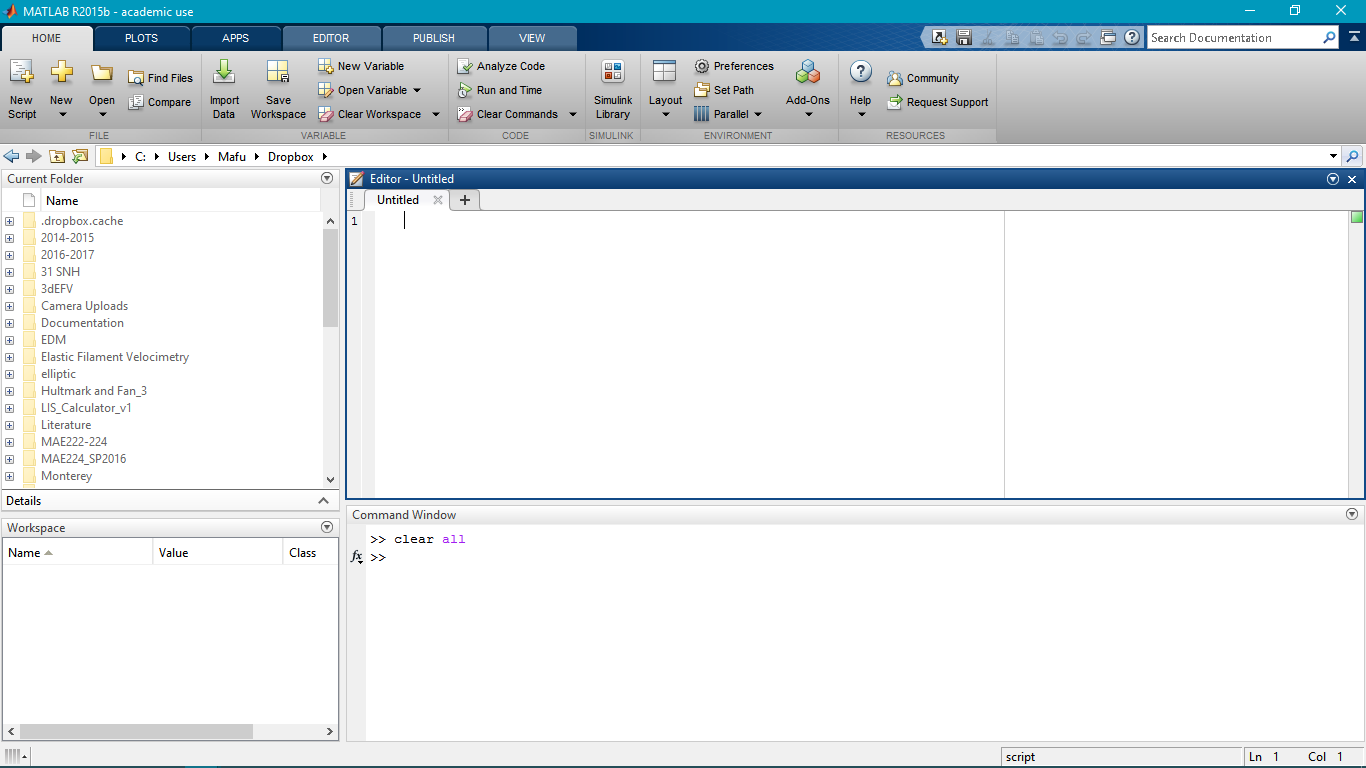 MATLAB R2015b - academic use
HOME PLOTS APPS EDITOR PUBLISH VIEW
Search Documentation
New Script
New
Open
Find Files
Compare
FILE
Import Data
Save Workspace
New Variable
Open Variable
Clear Workspace
VARIABLE
Analyze Code
Run and Time
Clear Commands
CODE
Simulink Library
SIMULINK
Layout
Preferences
Set Path
Parallel
Add-Ons
ENVIRONMENT
Help
Community
Request Support
RESOURCES
C: Users Mafu Dropbox
Current Folder
Name
.dropbox.cache
2014-2015
2016-2017
31 SNH
3dEFV
Camera Uploads
Documentation
EDM
Elastic Filament Velocimetry
elliptic
Hultmark and Fan_3
LIS_Calculator_v1
Literature
MAE222-224
MAE224_SP2016
Monterey
Details
Workspace
Name Value Class
Editor - Untitled
Untitled
1
Command Window
>> clear all
fx >>
script
Ln 1 Col 1